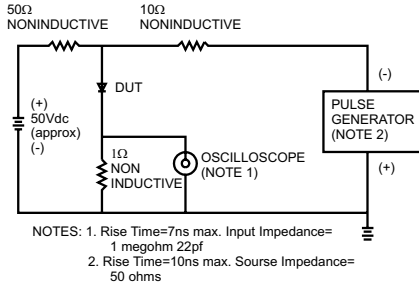 50Ω
NONINDUCTIVE
10Ω
NONINDUCTIVE
DUT
(+)
50Vdc
(approx)
(-)
1Ω
NON
INDUCTIVE
OSCILLOSCOPE
(NOTE 1)
(-)
PULSE
GENERATOR
(NOTE 2)
(+)
NOTES: 1. Rise Time=7ns max. Input Impedance=
1 megohm 22pf
2. Rise Time=10ns max. Sourse Impedance=
50 ohms